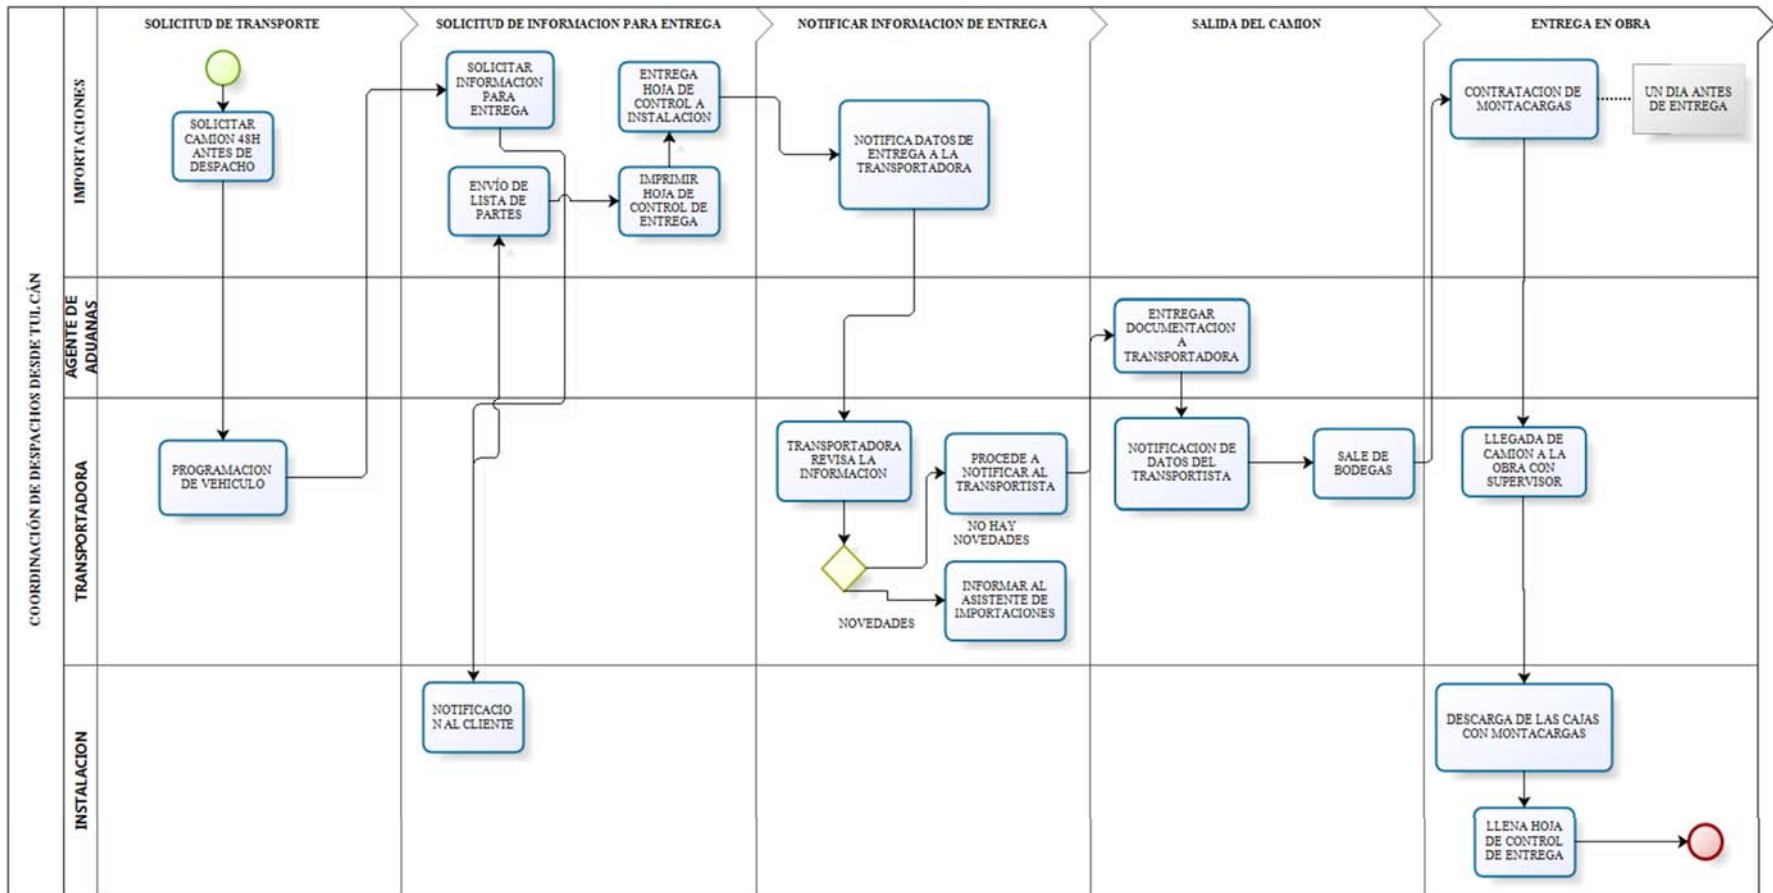 SOLICITUD DE TRANSPORTE
SOLICITUD DE INFORMACION PARA ENTREGA
NOTIFICAR INFORMACION DE ENTREGA
SALIDA DEL CAMION
ENTREGA EN OBRA
COORDINACIÓN DE DESPACHOS DESDE TULCÁN
IMPORTACIONES
SOLICITAR
CAMION 48H
ANTES DE
DESPACHO
SOLICITAR
INFORMACION
PARA
ENTREGA
ENTREGA
HOJA DE
CONTROL A
INSTALACION
ENVÍO DE
LISTA DE
PARTES
IMPRIMIR
HOJA DE
CONTROL DE
ENTREGA
NOTIFICA DATOS DE
ENTREGA A LA
TRANSPORTADORA
CONTRATACION DE
MONTACARGAS
UN DIA ANTES
DE ENTREGA
AGENTE DE
ADUANAS
ENTREGAR
DOCUMENTACION
A
TRANSPORTADORA
TRANSPORTADORA
PROGRAMACION
DE VEHICULO
TRANSPORTADORA
REVISA LA
INFORMACION
PROCEDE A
NOTIFICAR AL
TRANSPORTISTA
NO HAY
NOVEDADES
INFORMAR AL
ASISTENTE DE
IMPORTACIONES
NOVEDADES
NOTIFICACION DE
DATOS DEL
TRANSPORTISTA
SALE DE
BODEGAS
LLEGADA DE
CAMION A LA
OBRA CON
SUPERVISOR
INSTALACION
NOTIFICACIO
N AL CLIENTE
DESCARGA DE LAS CAJAS
CON MONTACARGAS
LLENA HOJA
DE CONTROL
DE ENTREGA